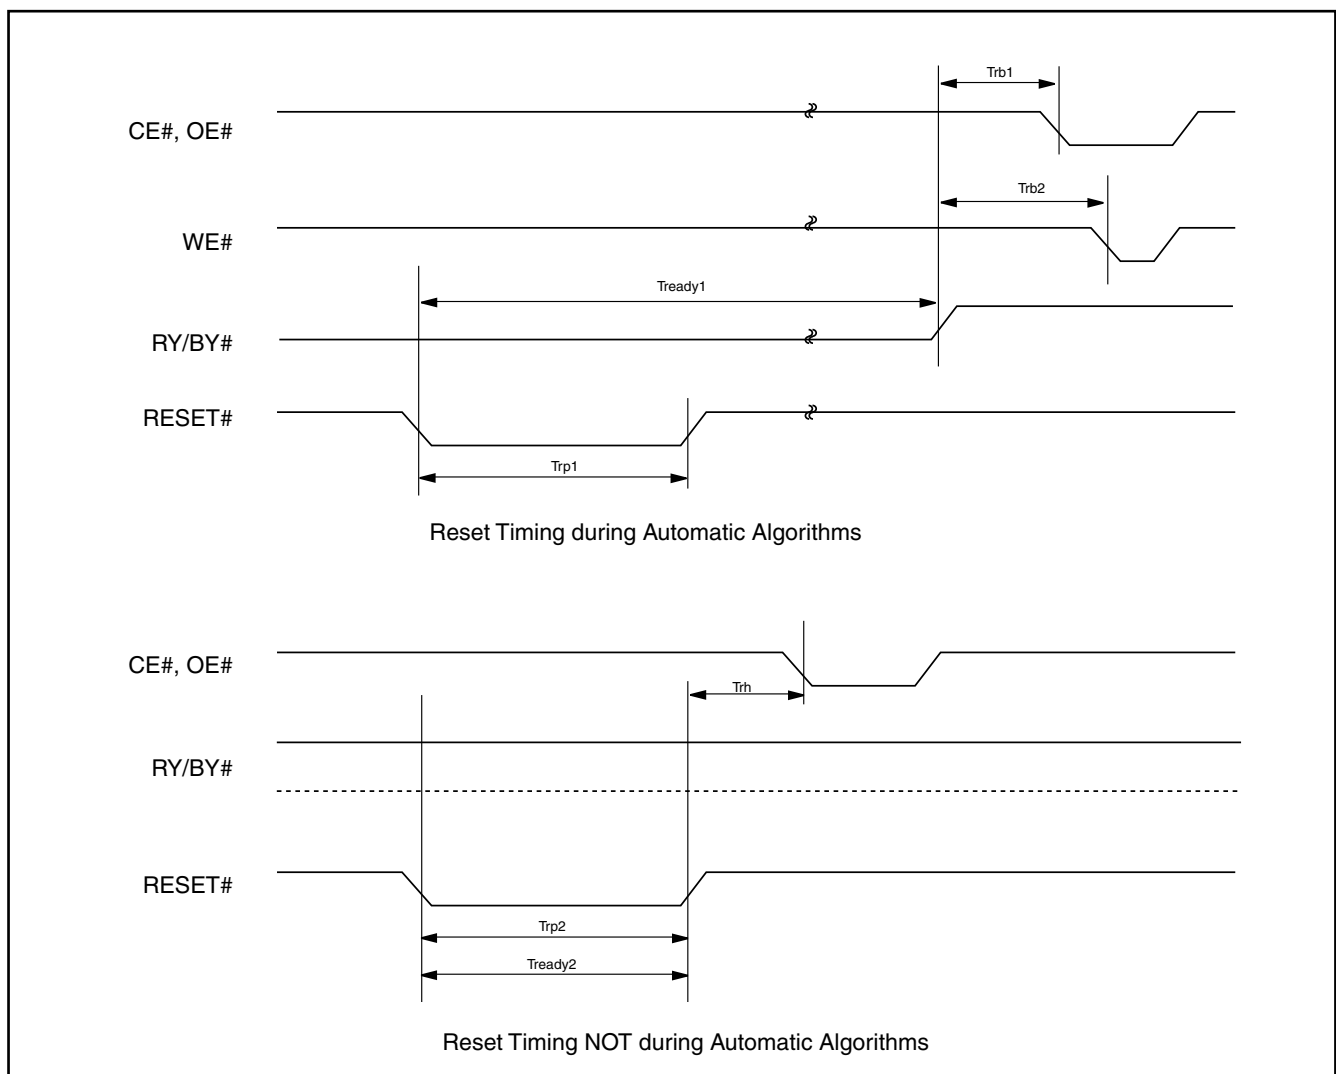 Trb1
CE#, OE#
Trb2
WE#
Tready1
RY/BY#
RESET#
Trp1
Reset Timing during Automatic Algorithms
CE#, OE#
Trh
RY/BY#
RESET#
Trp2
Tready2
Reset Timing NOT during Automatic Algorithms